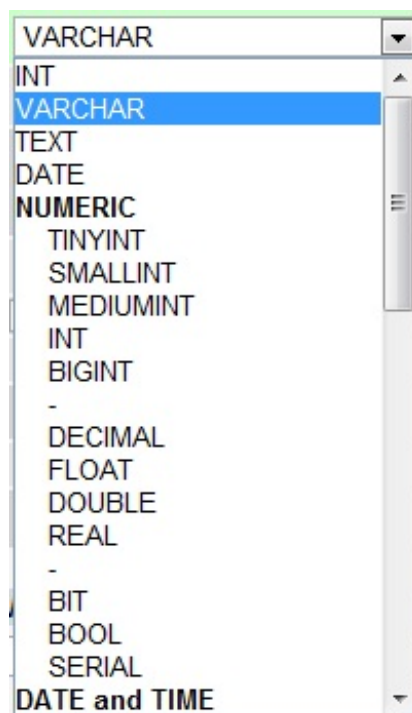 VARCHAR
INT
VARCHAR
TEXT
DATE
NUMERIC
TINYINT
SMALLINT
MEDIUMINT
INT
BIGINT
-
DECIMAL
FLOAT
DOUBLE
REAL
-
BIT
BOOL
SERIAL
DATE and TIME